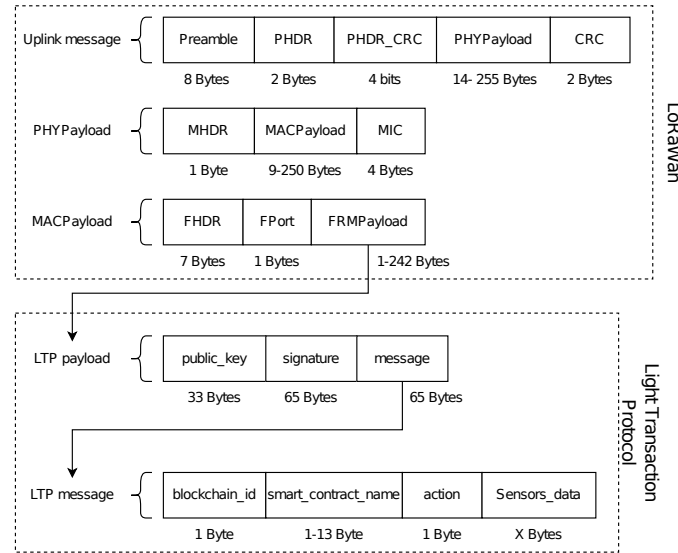 Uplink message
Preamble PHDR PHDR_CRC PHYPayload CRC
8 Bytes 2 Bytes 4 bits 14- 255 Bytes 2 Bytes
PHYPayload
MHDR MACPayload MIC
1 Byte 9-250 Bytes 4 Bytes
MACPayload
FHDR FPort FRMPayload
7 Bytes 1 Bytes 1-242 Bytes
LoRaWan
LTP payload
public_key signature message
33 Bytes 65 Bytes 65 Bytes
LTP message
blockchain_id smart_contract_name action Sensors_data
1 Byte 1-13 Byte 1 Byte X Bytes
Light Transaction
Protocol